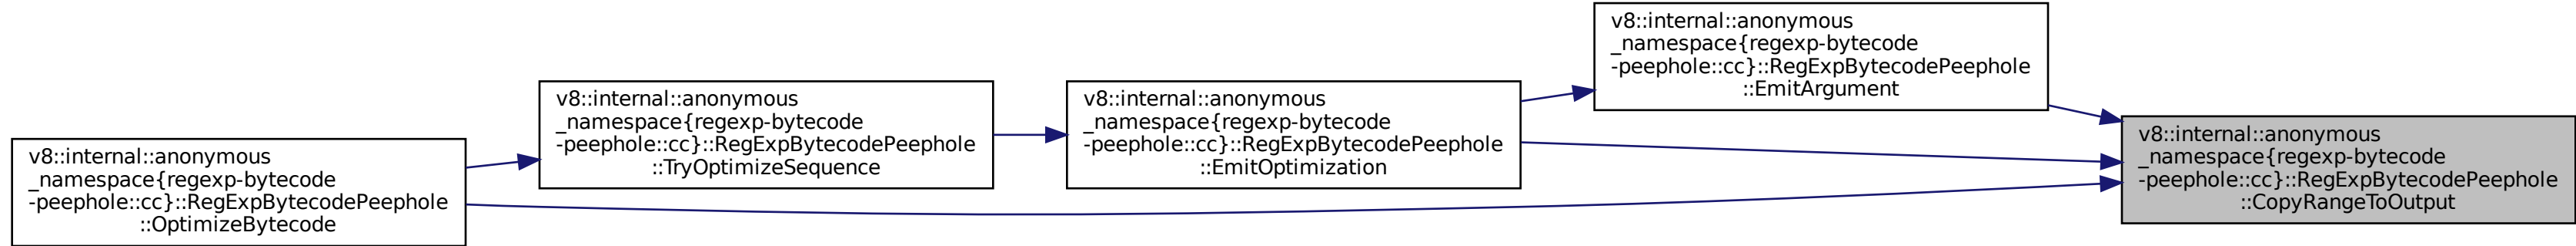 v8::internal::anonymous
_namespace{regexp-bytecode
-peephole::cc}::RegExpBytecodePeephole
::OptimizeBytecode
v8::internal::anonymous
_namespace{regexp-bytecode
-peephole::cc}::RegExpBytecodePeephole
::TryOptimizeSequence
v8::internal::anonymous
_namespace{regexp-bytecode
-peephole::cc}::RegExpBytecodePeephole
::EmitOptimization
v8::internal::anonymous
_namespace{regexp-bytecode
-peephole::cc}::RegExpBytecodePeephole
::EmitArgument
v8::internal::anonymous
_namespace{regexp-bytecode
-peephole::cc}::RegExpBytecodePeephole
::CopyRangeToOutput